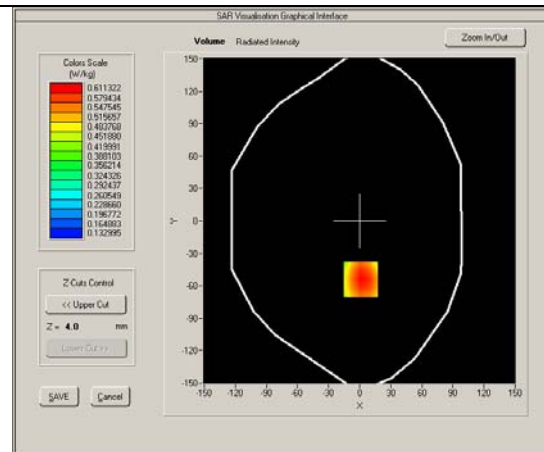 SAR Visualisation Graphical Interface
Volume Radiated Intensity
Zoom In/Out
Colors Scale
(W/kg)
0.611322
0.579434
0.547545
0.515657
0.483768
0.451880
0.419991
0.388103
0.356214
0.324326
0.292437
0.260549
0.228660
0.196772
0.164883
0.132995
Z Cuts Control
<< Upper Cut
Z = 4.0 mm
Lower Cut >>
SAVE
Cancel
150
120
90
60
30
0
-30
-60
-90
-120
-150
Y
-150 -120 -90 -60 -30 0 30 60 90 120 150
X